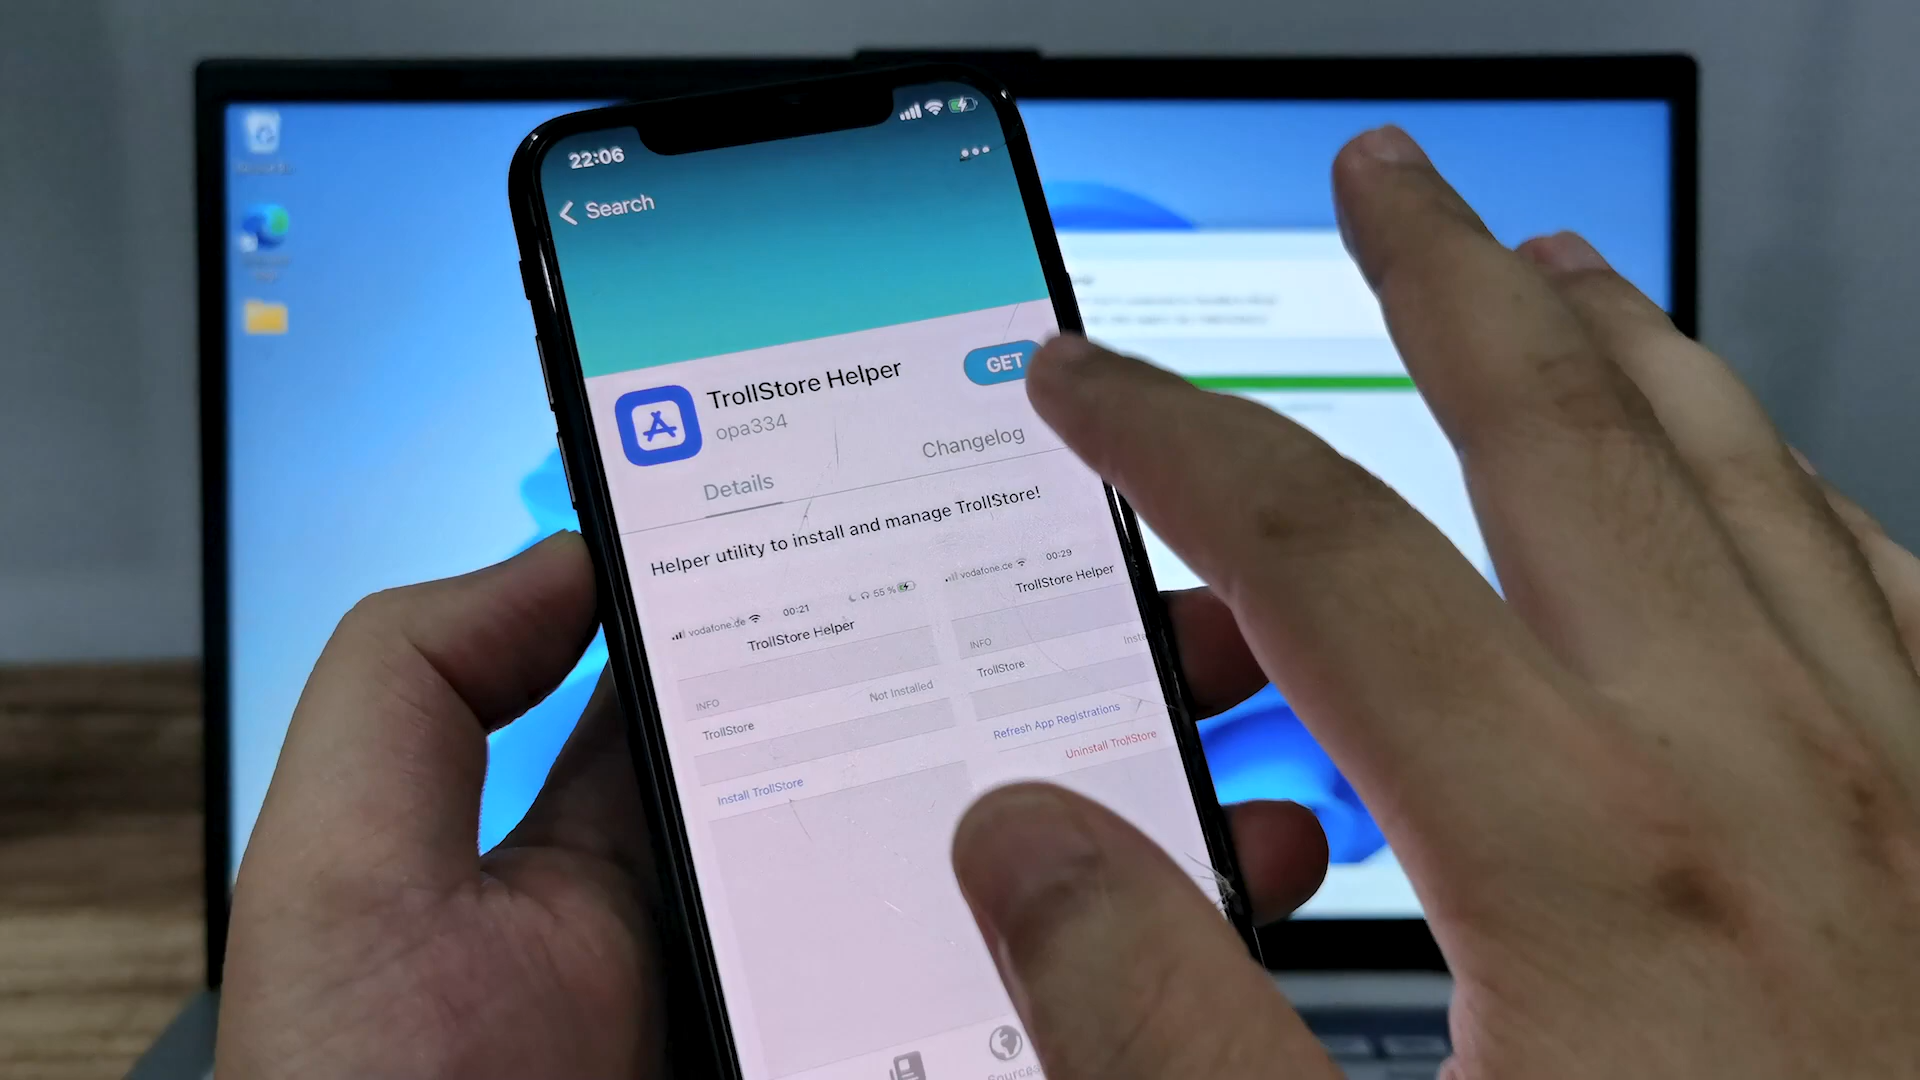 22:06
Search
TrollStore Helper
GET
opa334
Details
Changelog
Helper utility to install and manage TrollStore!
vodafone.de
00:21
55 %
TrollStore Helper
INFO
TrollStore
Not Installed
Install TrollStore
vodafone.de
00:29
TrollStore Helper
INFO
TrollStore
Refresh App Registrations
Uninstall TrollStore
Sources